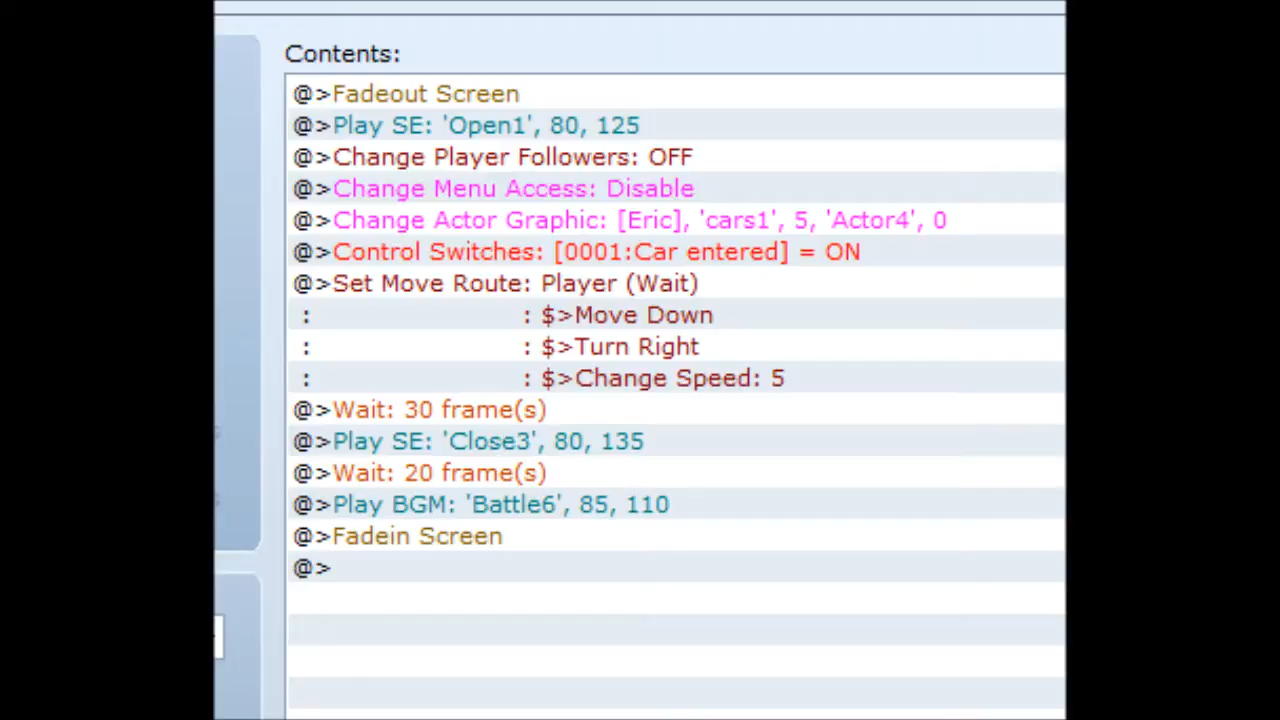 Contents:
@>Fadeout Screen
@>Play SE: 'Open1', 80, 125
@>Change Player Followers: OFF
@>Change Menu Access: Disable
@>Change Actor Graphic: [Eric], 'cars1', 5, 'Actor4', 0
@>Control Switches: [0001:Car entered] = ON
@>Set Move Route: Player (Wait)
: : $>Move Down
: : $>Turn Right
: : $>Change Speed: 5
@>Wait: 30 frame(s)
@>Play SE: 'Close3', 80, 135
@>Wait: 20 frame(s)
@>Play BGM: 'Battle6', 85, 110
@>Fadein Screen
@>